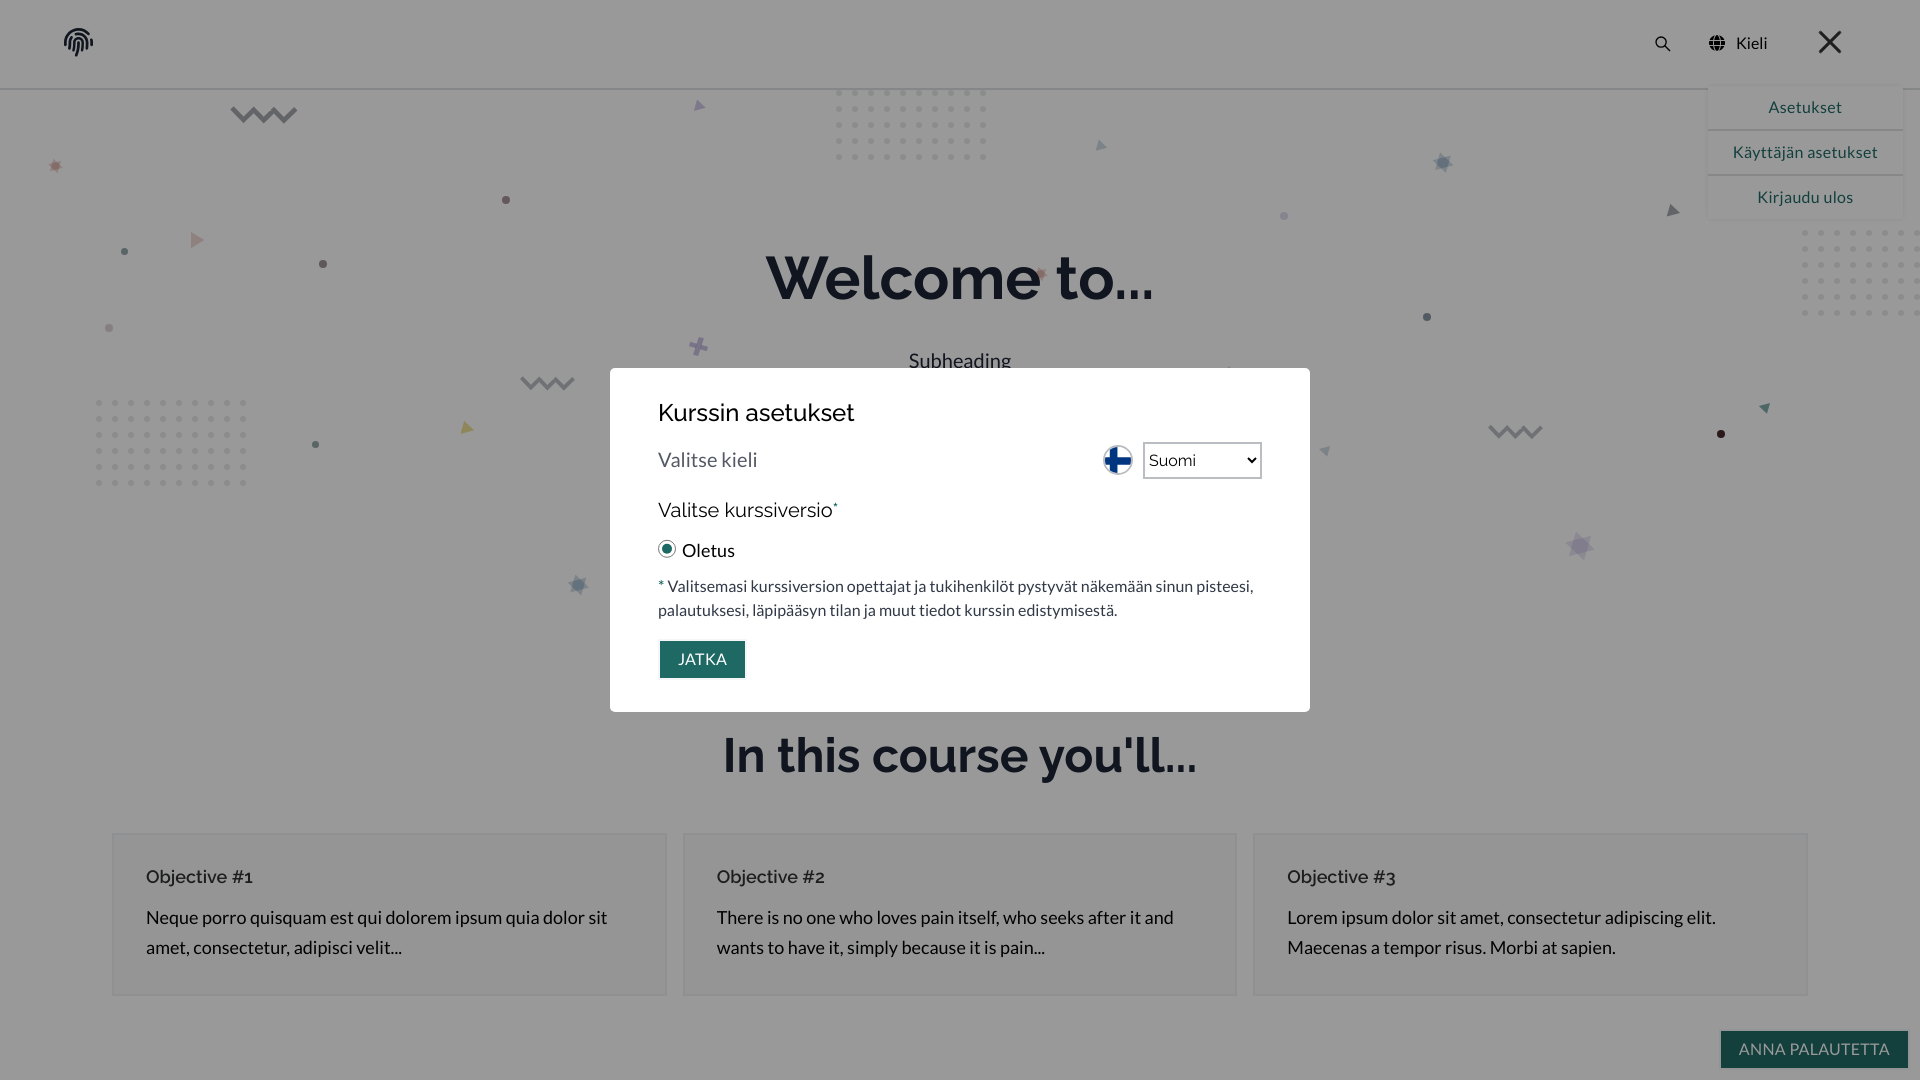 Kieli
Asetukset
Käyttäjän asetukset
Kirjaudu ulos
Welcome to...
Subheading
Kurssin asetukset
Valitse kieli
Suomi
Valitse kurssiversio*
Oletus
* Valitsemasi kurssiversion opettajat ja tukihenkilöt pystyvät näkemään sinun pisteesi,
palautuksesi, läpipääsyn tilan ja muut tiedot kurssin edistymisestä.
JATKA
In this course you'll...
Objective #1
Neque porro quisquam est qui dolorem ipsum quia dolor sit
amet, consectetur, adipisci velit...
Objective #2
There is no one who loves pain itself, who seeks after it and
wants to have it, simply because it is pain...
Objective #3
Lorem ipsum dolor sit amet, consectetur adipiscing elit.
Maecenas a tempor risus. Morbi at sapien.
ANNA PALAUTETTA